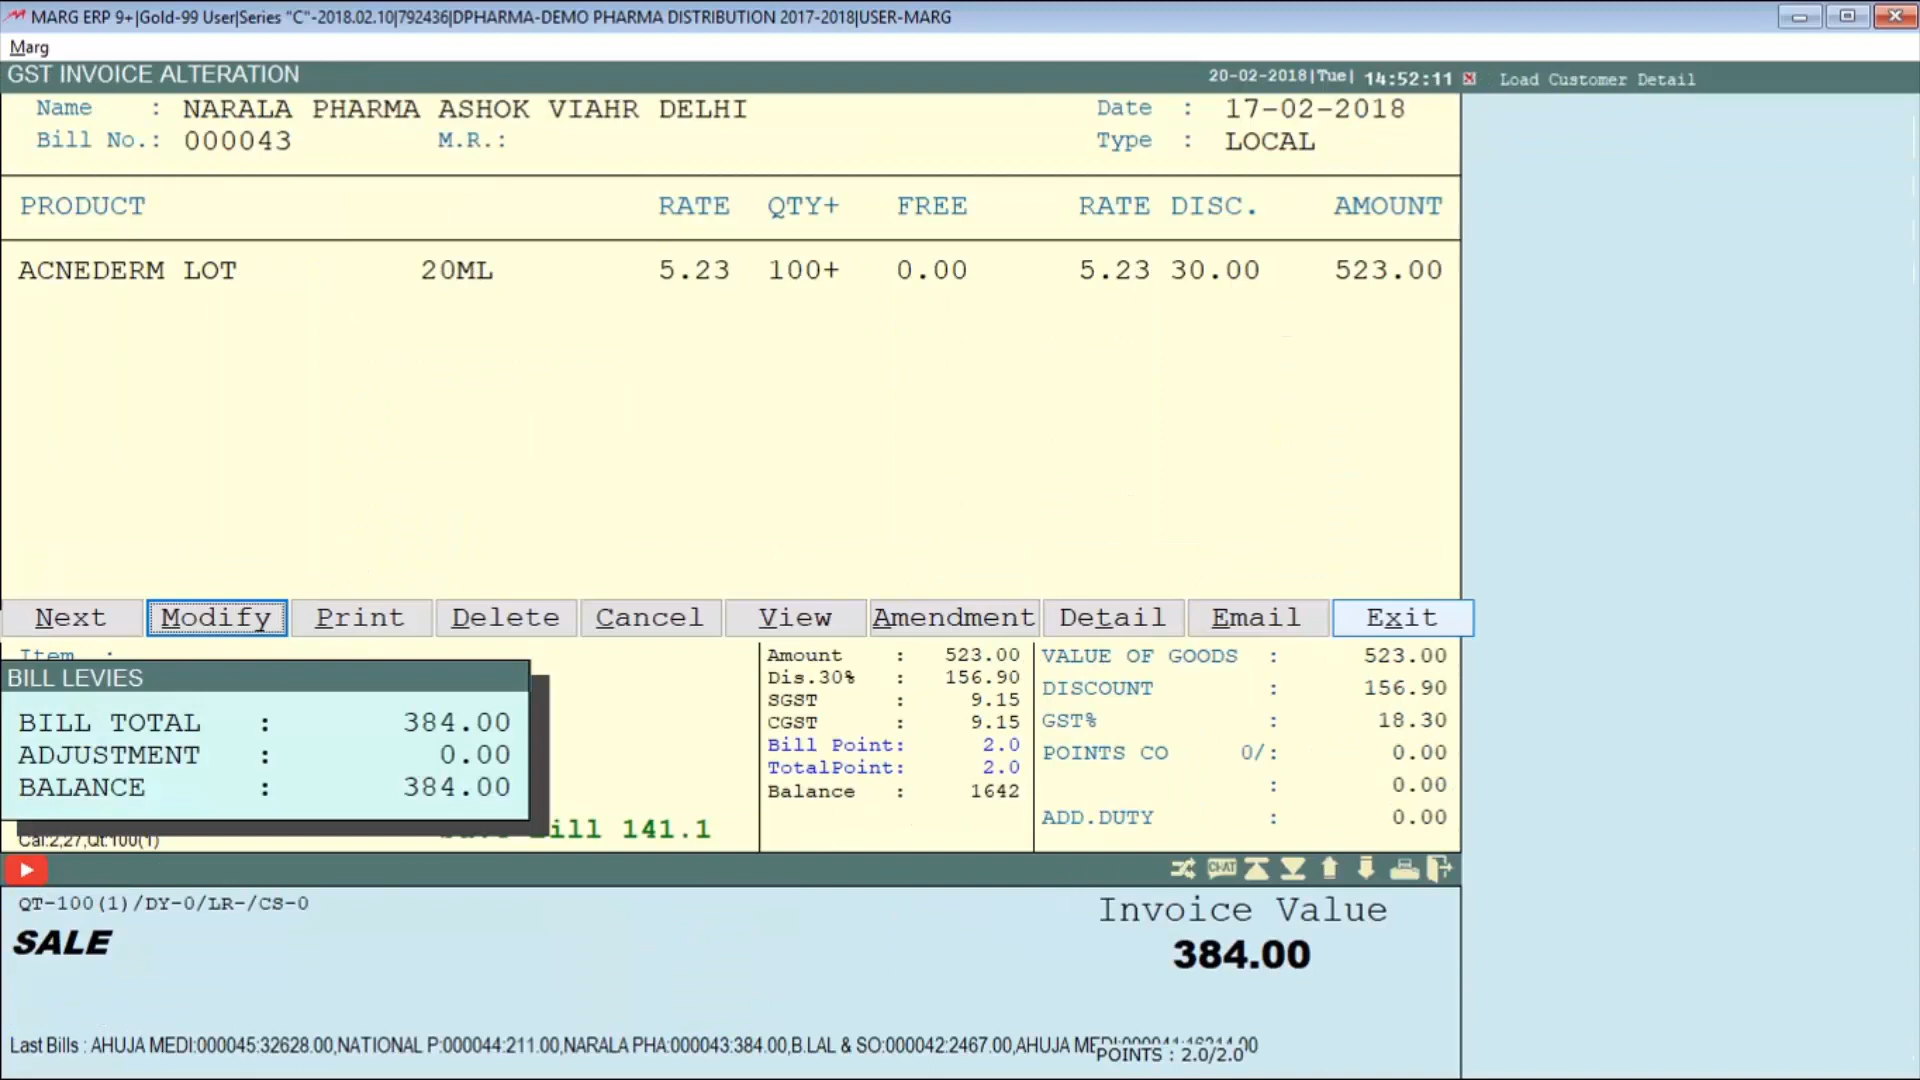 MARG ERP 9+|Gold-99 User|Series "C"-2018.02.10|792436|DPHARMA-DEMO PHARMA DISTRIBUTION 2017-2018|USER-MARG
Marg
GST INVOICE ALTERATION 20-02-2018|Tue| 14:52:11 Load Customer Detail
Name : NARALA PHARMA ASHOK VIAHR DELHI Date : 17-02-2018
Bill No.: 000043 M.R.: Type : LOCAL
PRODUCT RATE QTY+ FREE RATE DISC. AMOUNT
ACNEDERM LOT 20ML 5.23 100+ 0.00 5.23 30.00 523.00
Next Modify Print Delete Cancel View Amendment Detail Email Exit
Item :
BILL LEVIES
BILL TOTAL : 384.00
ADJUSTMENT : 0.00
BALANCE : 384.00
ill 141.1
Cal:2,27,Qt:100(1)
Amount : 523.00
Dis.30% : 156.90
SGST : 9.15
CGST : 9.15
Bill Point: 2.0
TotalPoint: 2.0
Balance : 1642
VALUE OF GOODS : 523.00
DISCOUNT : 156.90
GST% : 18.30
POINTS CO 0/: 0.00
: 0.00
ADD.DUTY : 0.00
CHAT
QT-100(1)/DY-0/LR-/CS-0
SALE
Invoice Value
384.00
Last Bills : AHUJA MEDI:000045:32628.00,NATIONAL P:000044:211.00,NARALA PHA:000043:384.00,B.LAL & SO:000042:2467.00,AHUJA
POINTS : 2.0/2.0